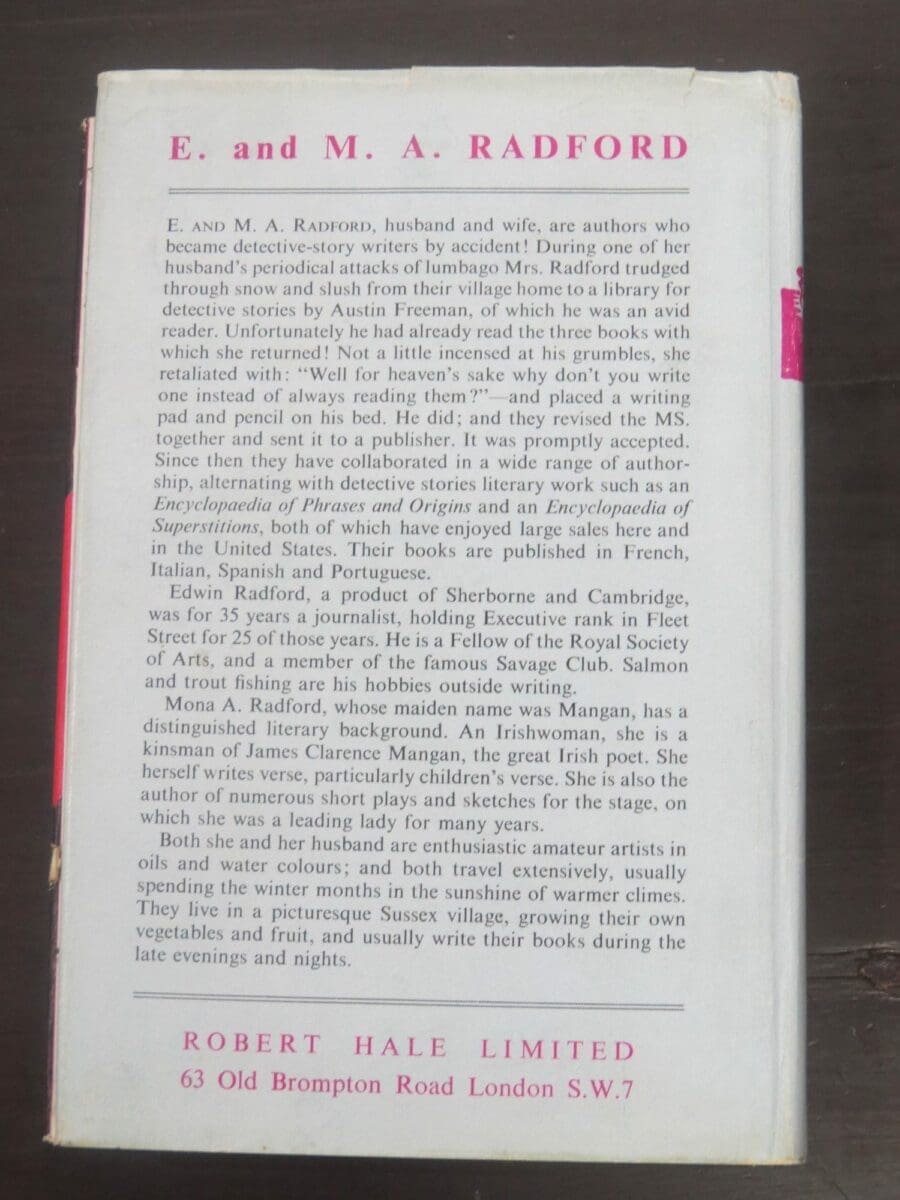 E. and M. A. RADFORD
E. AND M. A. RADFORD, husband and wife, are authors who
became detective-story writers by accident! During one of her
husband's periodical attacks of lumbago Mrs. Radford trudged
through snow and slush from their village home to a library for
detective stories by Austin Freeman, of which he was an avid
reader. Unfortunately he had already read the three books with
which she returned! Not a little incensed at his grumbles, she
retaliated with: "Well for heaven's sake why don't you write
one instead of always reading them?"—and placed a writing
pad and pencil on his bed. He did; and they revised the MS.
together and sent it to a publisher. It was promptly accepted.
Since then they have collaborated in a wide range of author-
ship, alternating with detective stories literary work such as an
Encyclopaedia of Phrases and Origins and an Encyclopaedia of
Superstitions, both of which have enjoyed large sales here and
in the United States. Their books are published in French,
Italian, Spanish and Portuguese.
Edwin Radford, a product of Sherborne and Cambridge,
was for 35 years a journalist, holding Executive rank in Fleet
Street for 25 of those years. He is a Fellow of the Royal Society
of Arts, and a member of the famous Savage Club. Salmon
and trout fishing are his hobbies outside writing.
Mona A. Radford, whose maiden name was Mangan, has a
distinguished literary background. An Irishwoman, she is a
kinsman of James Clarence Mangan, the great Irish poet. She
herself writes verse, particularly children's verse. She is also the
author of numerous short plays and sketches for the stage, on
which she was a leading lady for many years.
Both she and her husband are enthusiastic amateur artists in
oils and water colours; and both travel extensively, usually
spending the winter months in the sunshine of warmer climes.
They live in a picturesque Sussex village, growing their own
vegetables and fruit, and usually write their books during the
late evenings and nights.
ROBERT HALE LIMITED
63 Old Brompton Road London S.W.7